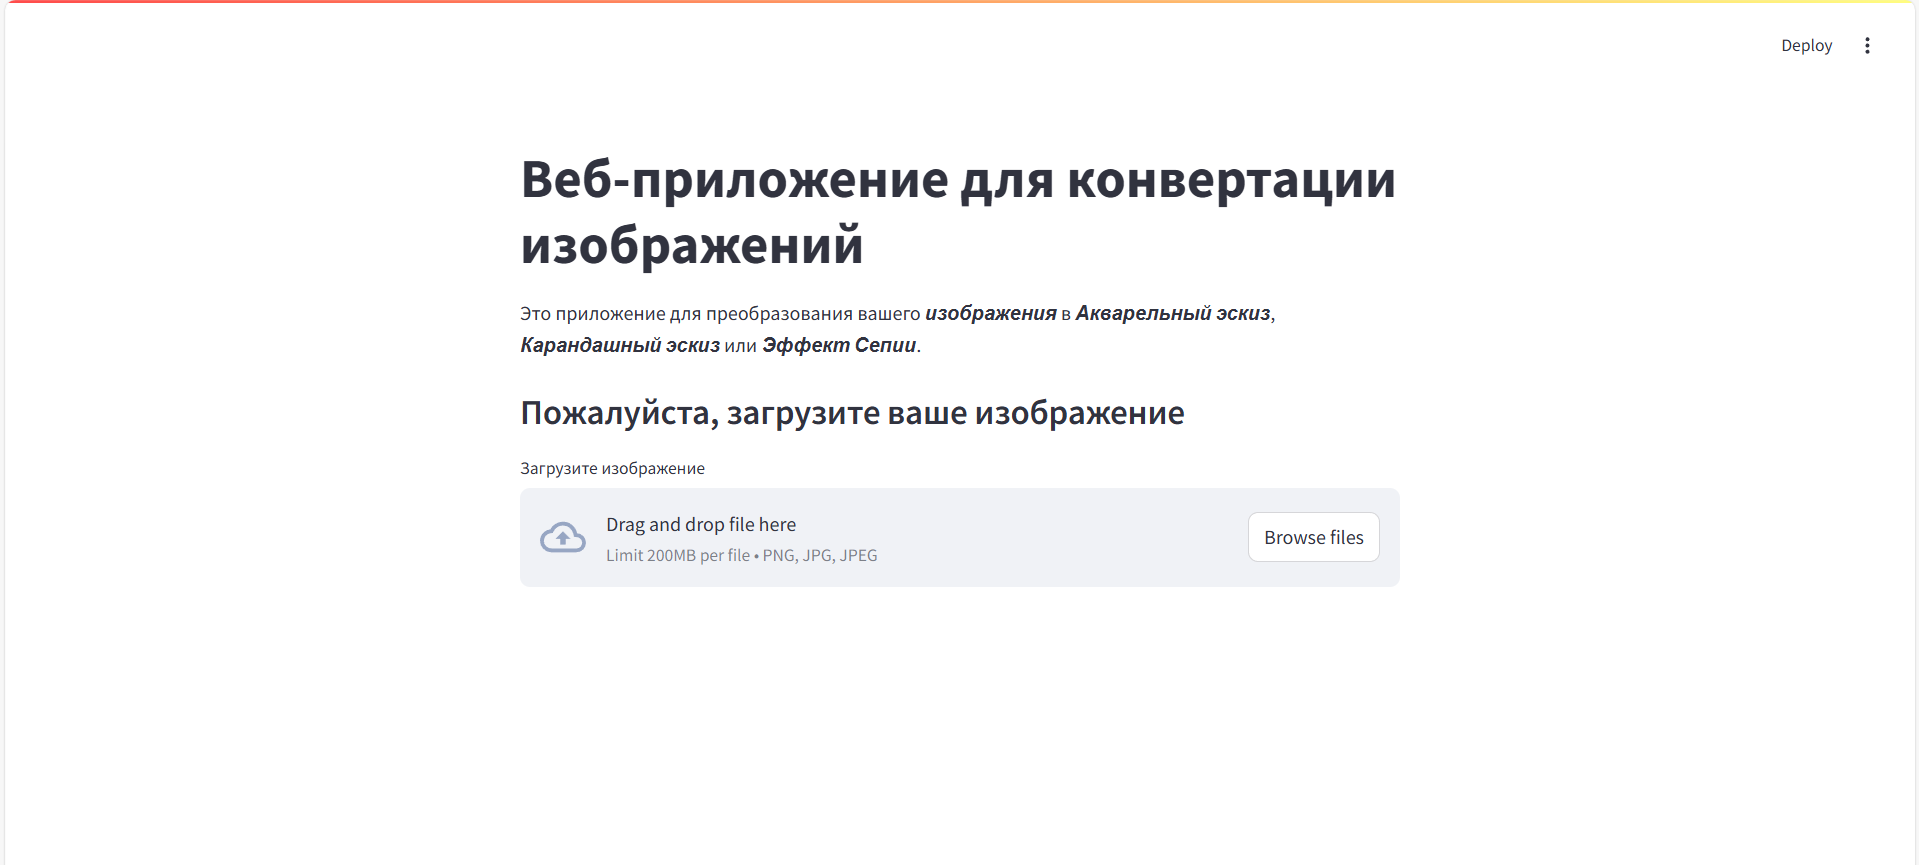 Deploy
Веб-приложение для конвертации
изображений
Это приложение для преобразования вашего изображения в Акварельный эскиз,
Карандашный эскиз или Эффект Сепии.
Пожалуйста, загрузите ваше изображение
Загрузите изображение
Drag and drop file here
Limit 200MB per file • PNG, JPG, JPEG
Browse files